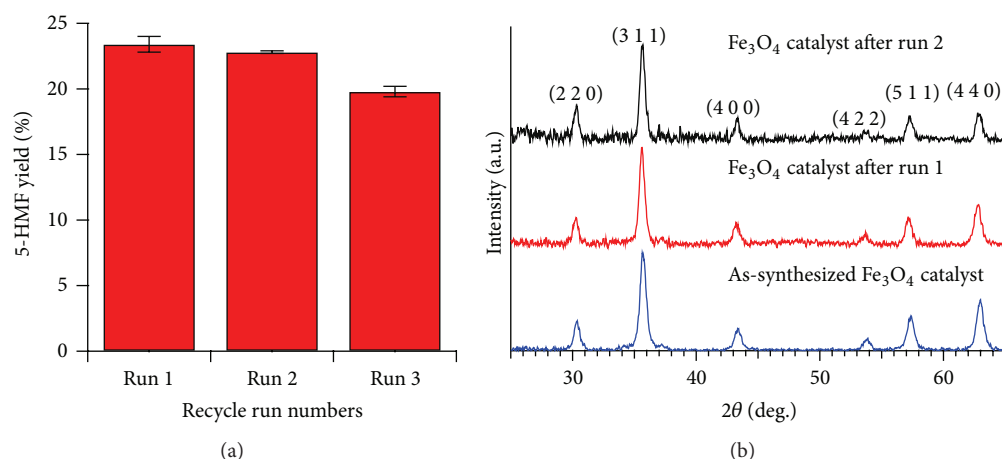 25
20
15
10
5
0
5-HMF yield (%)
Run 1 Run 2 Run 3
Recycle run numbers
(a)
(3 1 1)
Fe₃O₄ catalyst after run 2
(2 2 0)
(4 0 0)
(4 2 2)
(5 1 1)
(4 4 0)
Fe₃O₄ catalyst after run 1
As-synthesized Fe₃O₄ catalyst
Intensity (a.u.)
30 40 50 60
2θ (deg.)
(b)